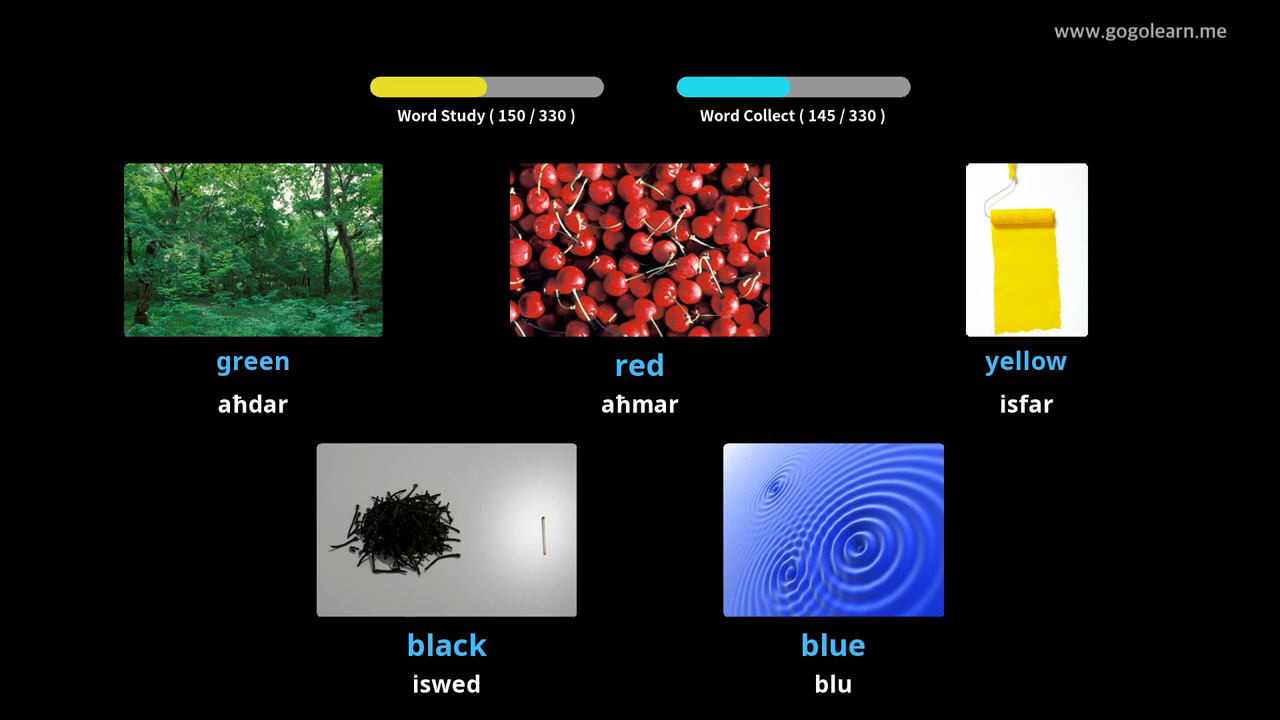 www.gogolearn.me
Word Study ( 150 / 330 )
Word Collect ( 145 / 330 )
green
red
yellow
aħdar
aħmar
isfar
black
blue
iswed
blu